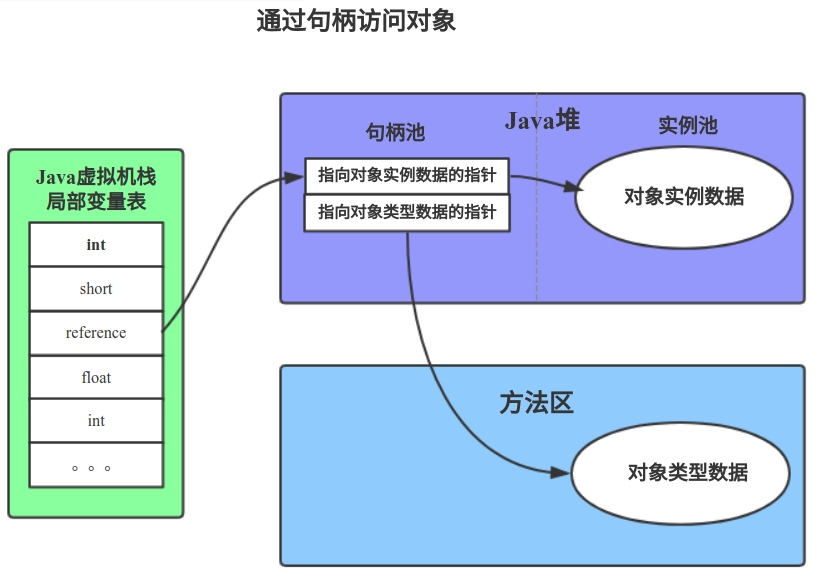 通过句柄访问对象
Java虚拟机栈
局部变量表
int
short
reference
float
int
。。。
Java堆
句柄池
实例池
指向对象实例数据的指针
指向对象类型数据的指针
对象实例数据
方法区
对象类型数据